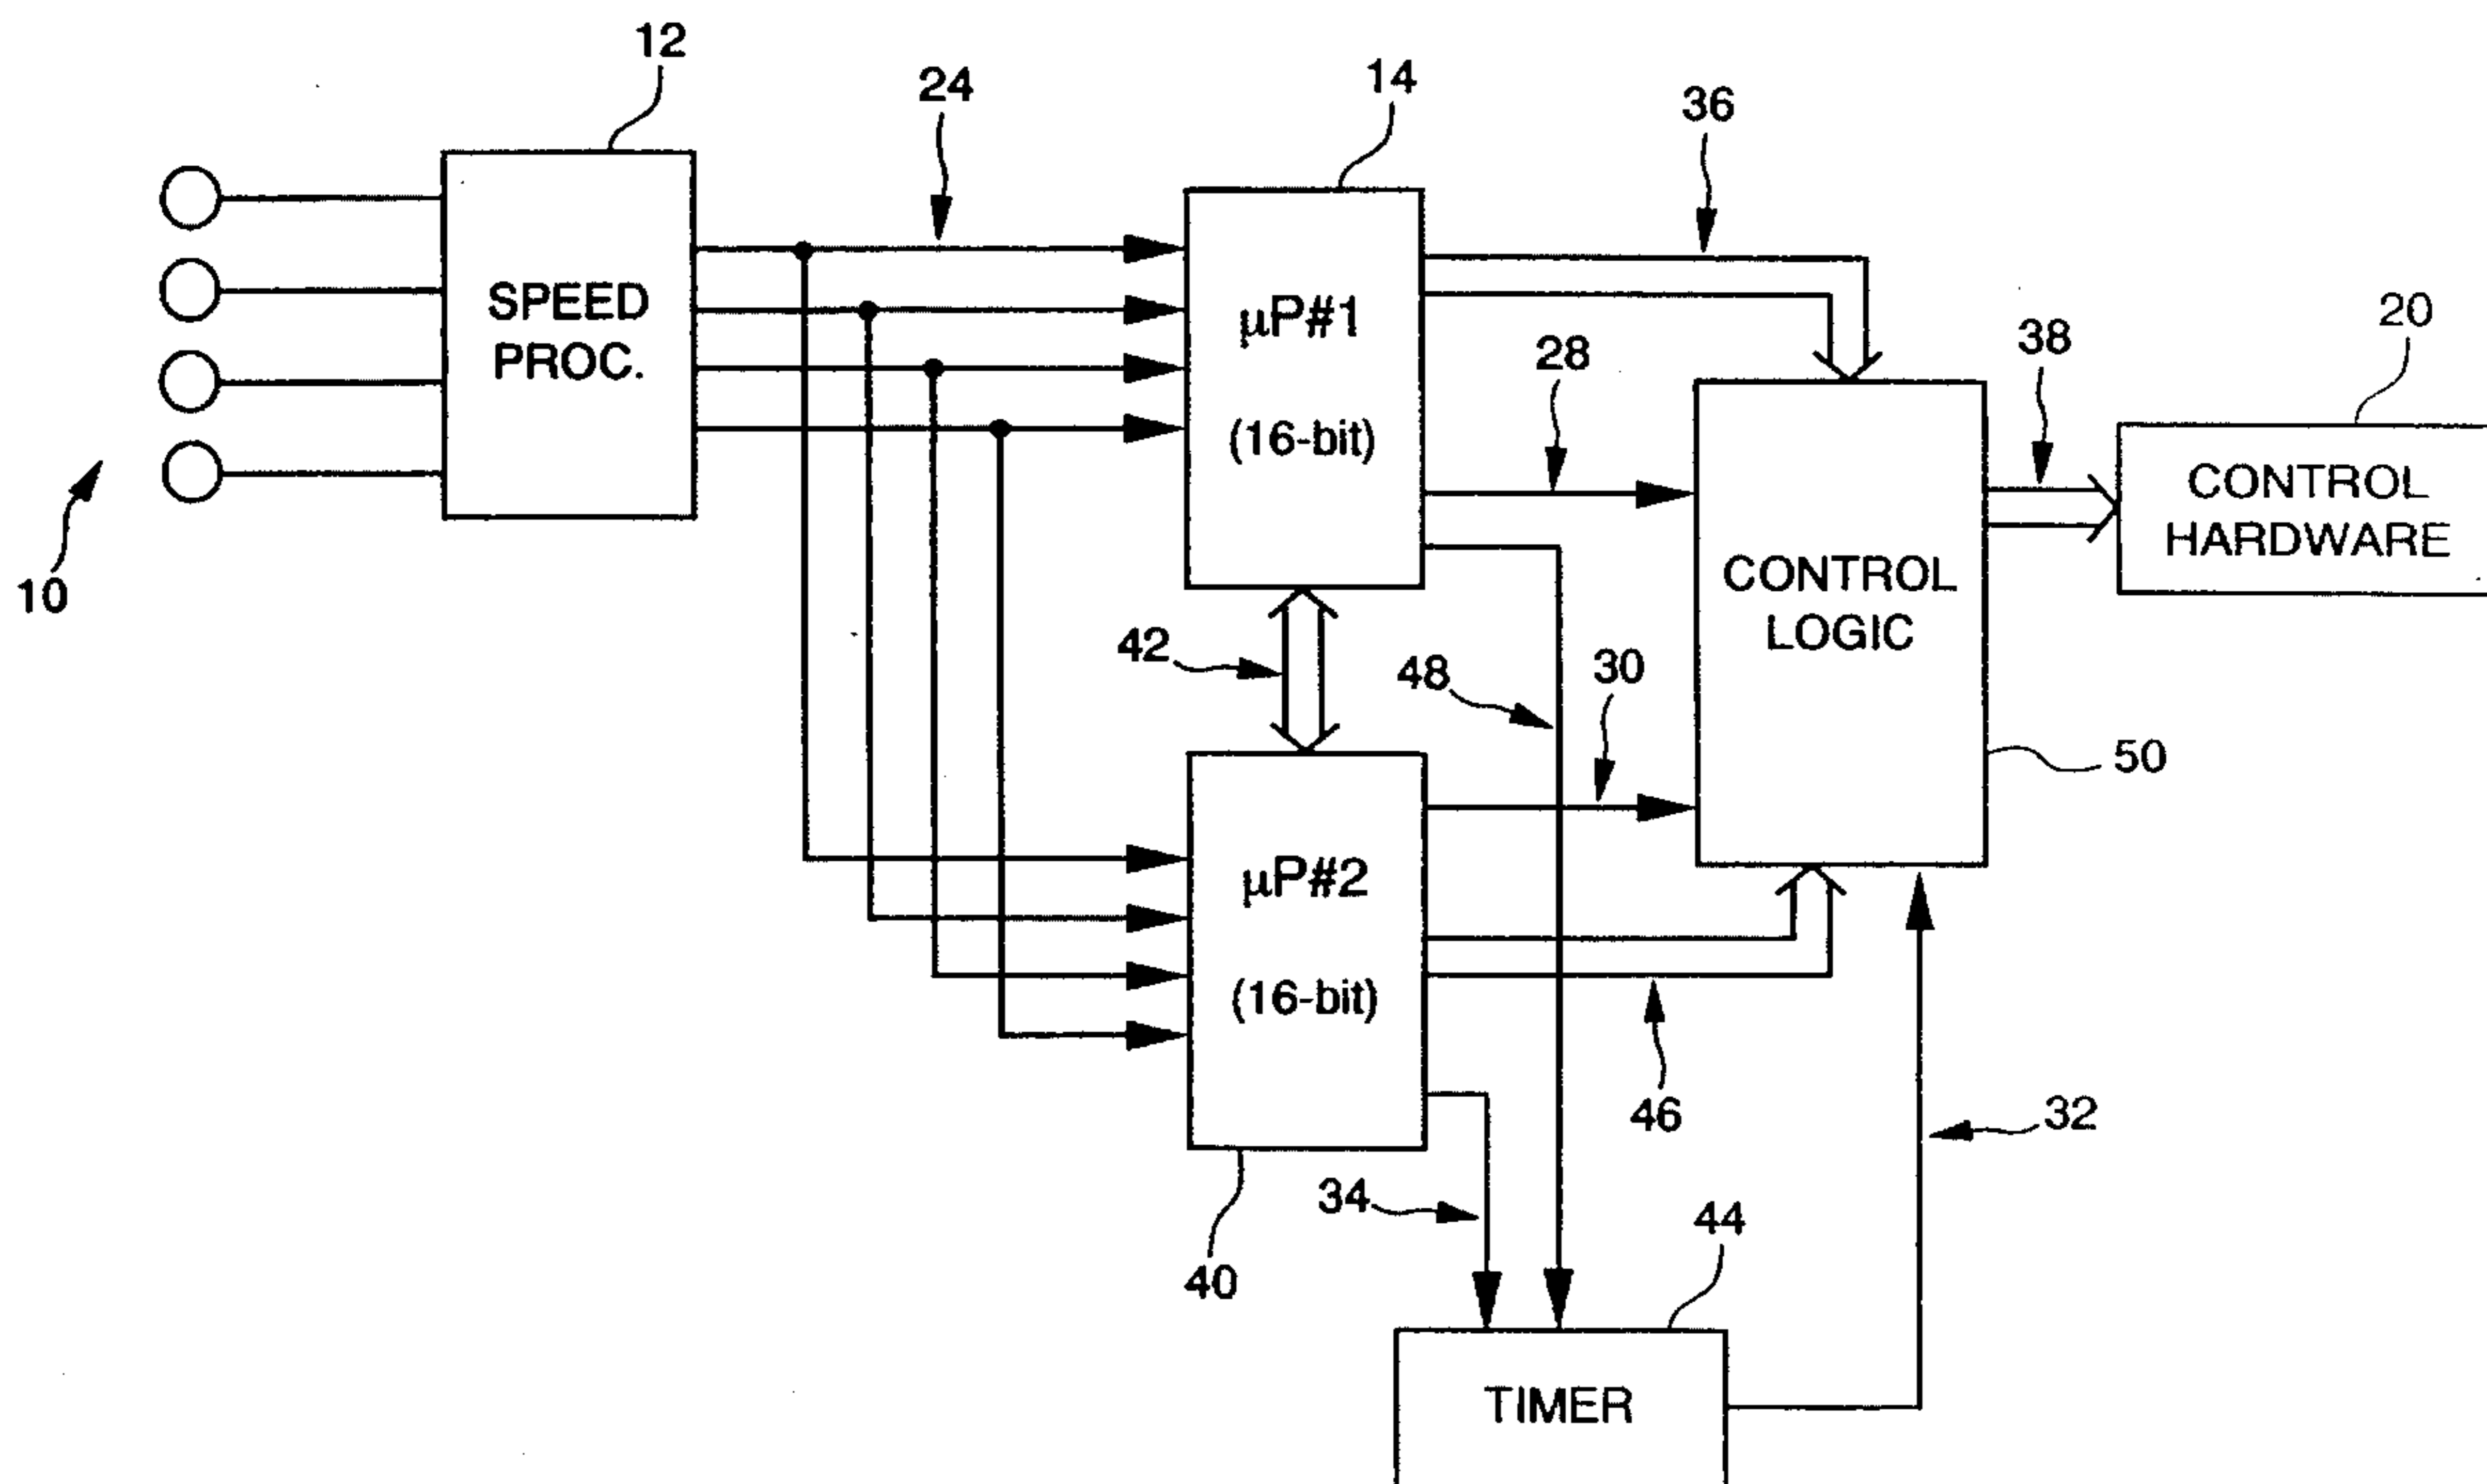 12
24
14
36
28
38
20
SPEED
PROC.
µP#1
(16-bit)
CONTROL
HARDWARE
10
CONTROL
LOGIC
42
48
30
50
µP#2
(16-bit)
46
32
34
44
40
TIMER